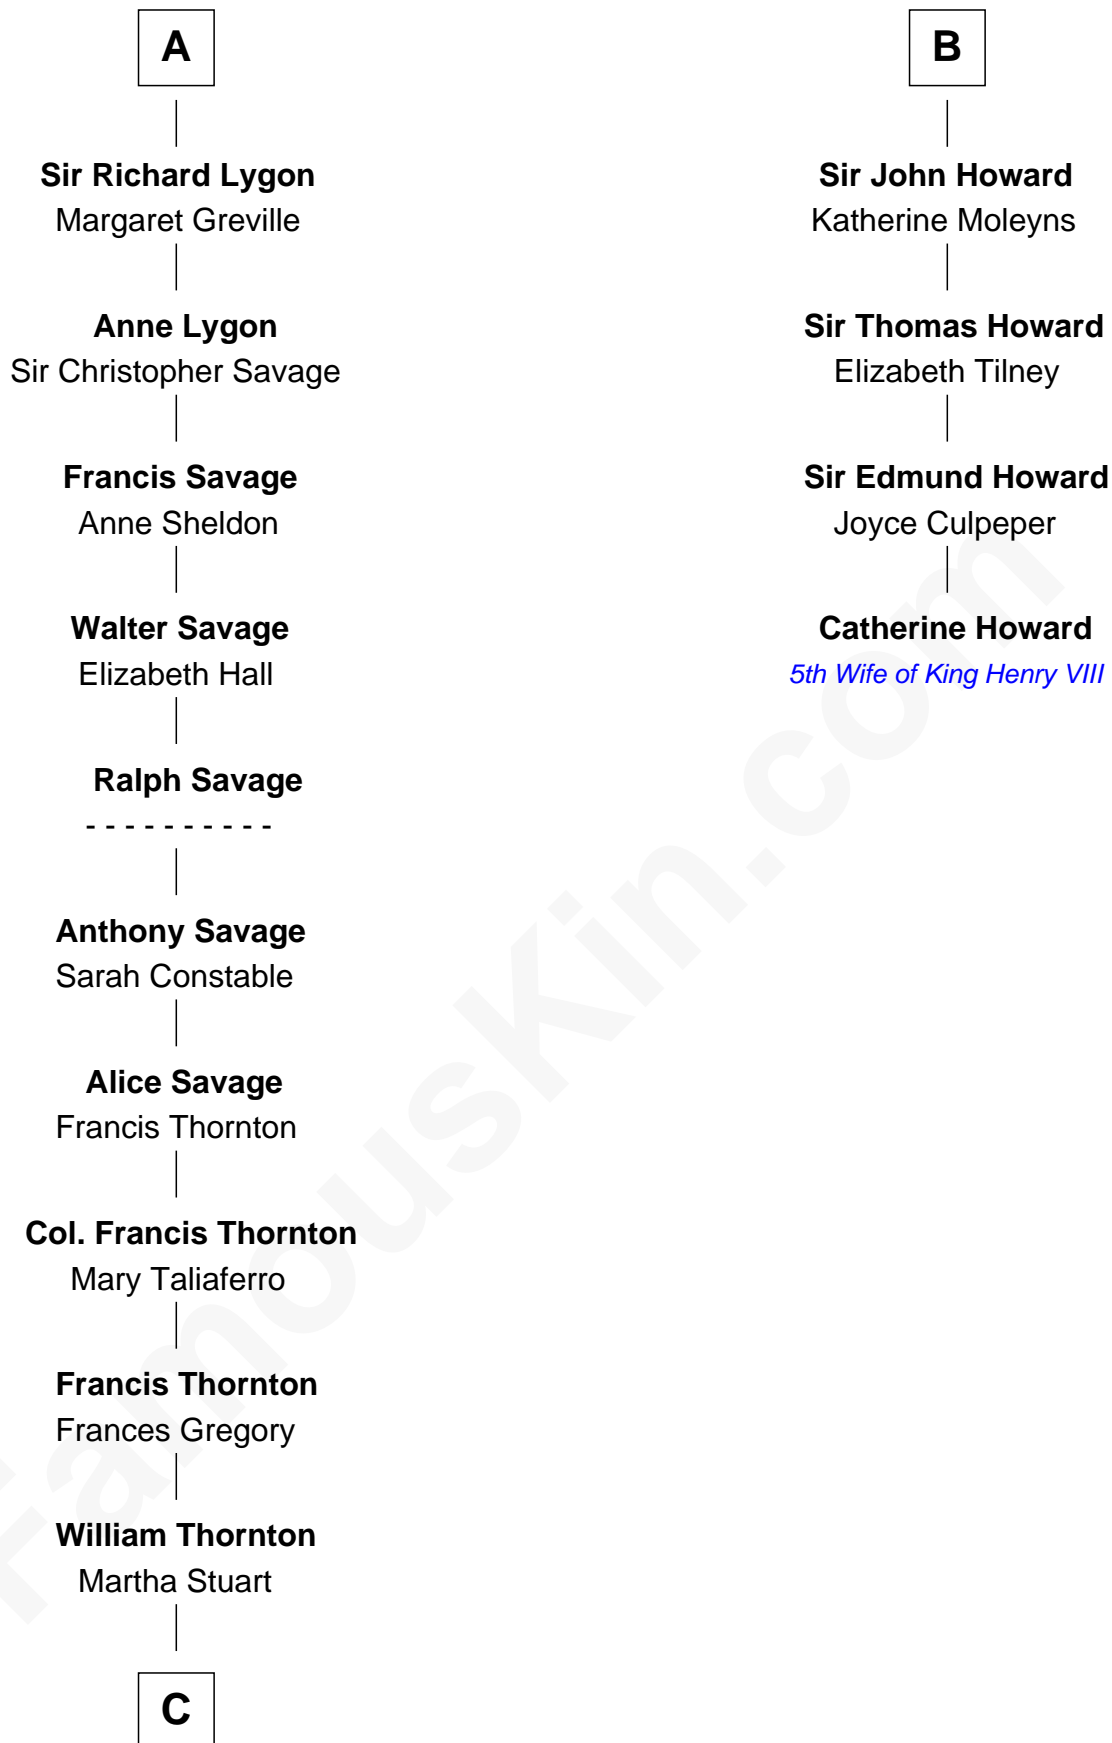 A
Sir Richard Lygon
Margaret Greville
Anne Lygon
Sir Christopher Savage
Francis Savage
Anne Sheldon
Walter Savage
Elizabeth Hall
Ralph Savage
- - - - - - - - - -
Anthony Savage
Sarah Constable
Alice Savage
Francis Thornton
Col. Francis Thornton
Mary Taliaferro
Francis Thornton
Frances Gregory
William Thornton
Martha Stuart
C
B
Sir John Howard
Katherine Moleyns
Sir Thomas Howard
Elizabeth Tilney
Sir Edmund Howard
Joyce Culpeper
Catherine Howard
5th Wife of King Henry VIII
FamousKin.com